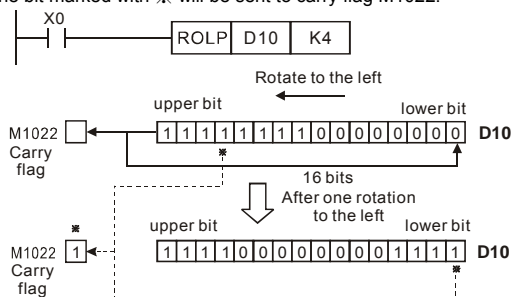 he bit marked with ※ will be sent to carry flag M1022.
X0
ROLP D10 K4
Rotate to the left
upper bit lower bit
M1022 1 1 1 1 1 1 1 1 0 0 0 0 0 0 0 0 D10
Carry
flag
※
16 bits
After one rotation
to the left
※ upper bit lower bit
M1022 1 1 1 1 1 0 0 0 0 0 0 0 0 1 1 1 1 D10
Carry
flag
※